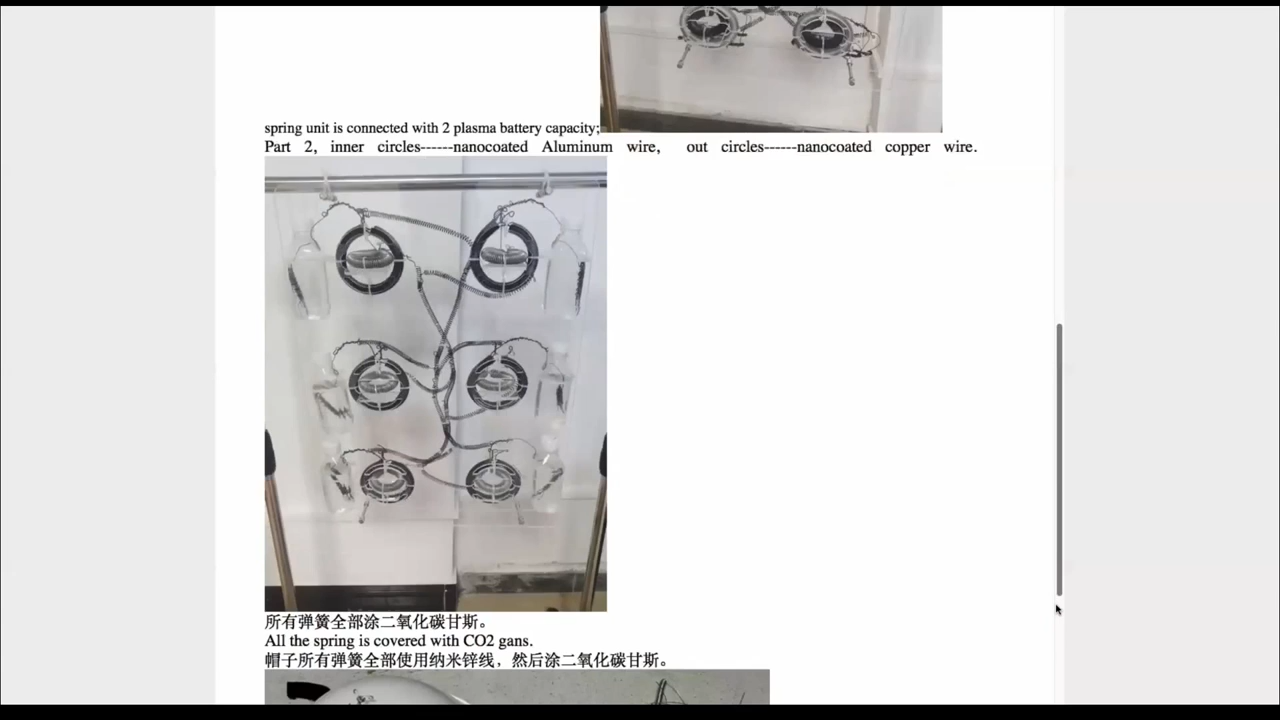 spring unit is connected with 2 plasma battery capacity;
Part 2, inner circles------nanocoated Aluminum wire, out circles------nanocoated copper wire.
所有弹簧全部涂二氧化碳甘斯。
All the spring is covered with CO2 gans.
帽子所有弹簧全部使用纳米锌线，然后涂二氧化碳甘斯。